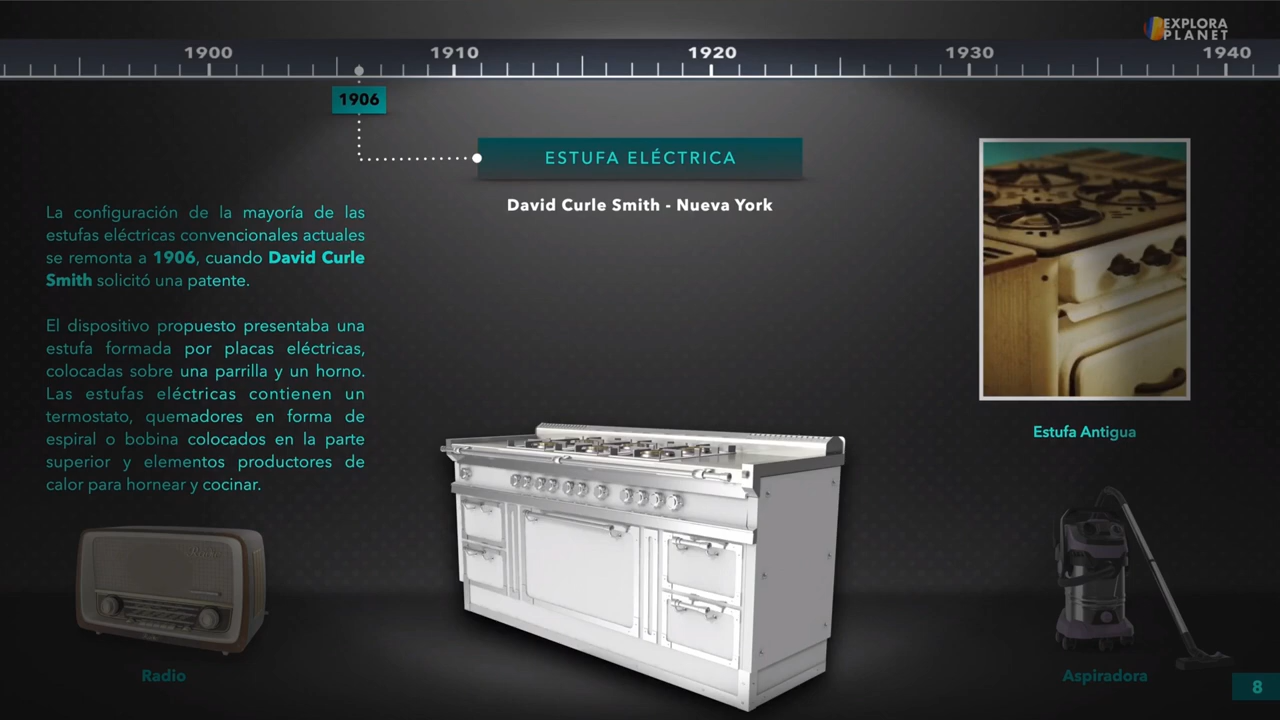 EXPLORA
PLANET
1900 1910 1920 1930 1940
1906
ESTUFA ELÉCTRICA
David Curle Smith - Nueva York
La configuración de la mayoría de las
estufas eléctricas convencionales actuales
se remonta a 1906, cuando David Curle
Smith solicitó una patente.
El dispositivo propuesto presentaba una
estufa formada por placas eléctricas,
colocadas sobre una parrilla y un horno.
Las estufas eléctricas contienen un
termostato, quemadores en forma de
espiral o bobina colocados en la parte
superior y elementos productores de
calor para hornear y cocinar.
Estufa Antigua
Radio
Aspiradora
8